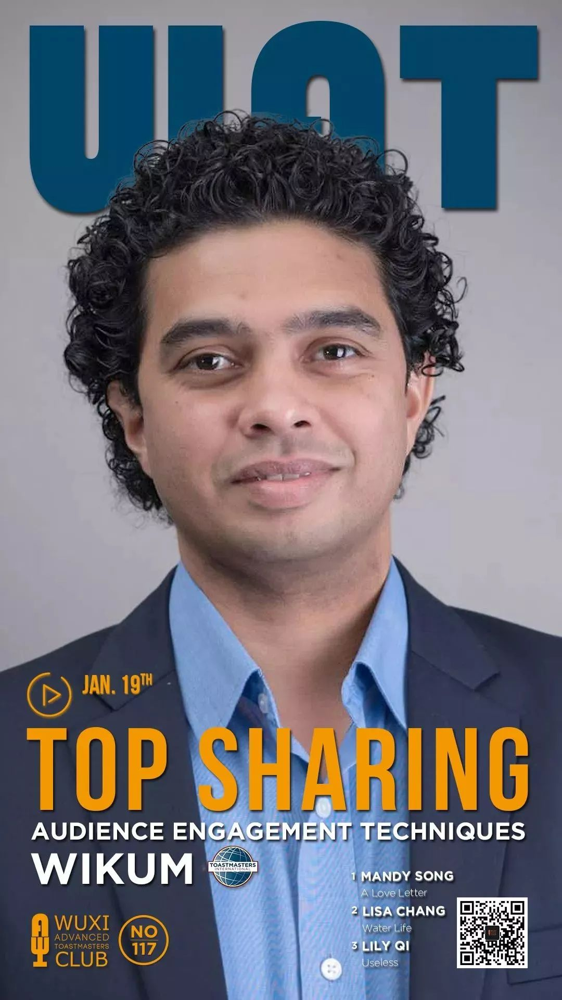 WAT
JAN. 19TH
TOP SHARING
AUDIENCE ENGAGEMENT TECHNIQUES
WIKUM
TOASTMASTERS
INTERNATIONAL
1 MANDY SONG
A Love Letter
2 LISA CHANG
Water Life
3 LILY QI
Useless
WUXI
ADVANCED
TOASTMASTERS
CLUB
NO
117